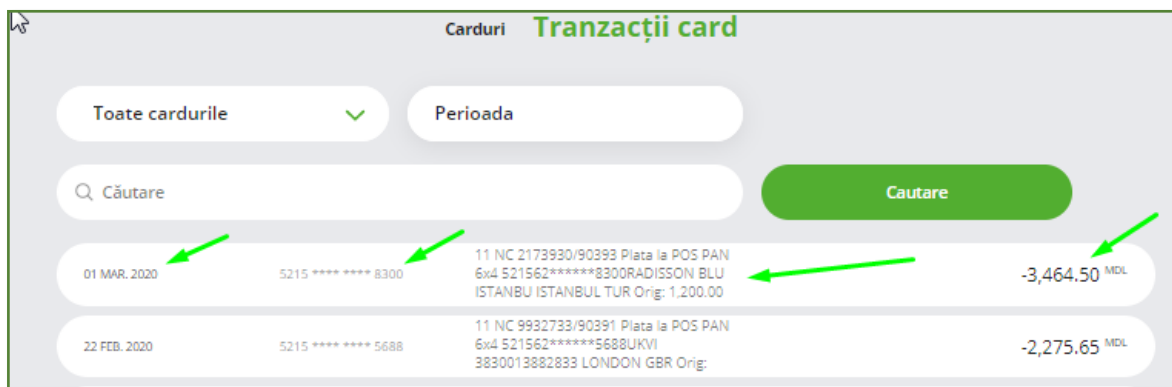 Carduri Tranzacții card
Toate cardurile Perioada
Căutare Cautare
01 MAR. 2020 5215 **** **** 8300 11 NC 2173930/90393 Plata la POS PAN
6x4 521562******8300RADISSON BLU
ISTANBU ISTANBUL TUR Orig: 1,200.00
-3,464.50 MDL
22 FEB. 2020 5215 **** **** 5688 11 NC 9932733/90391 Plata la POS PAN
6x4 521562******5688UKVI
3830013882833 LONDON GBR Orig:
-2,275.65 MDL